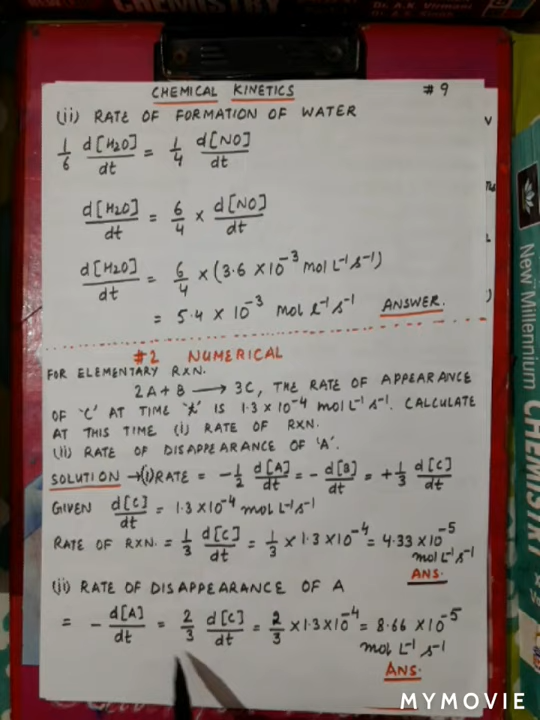 CHEMISTRY
Dr. A.K. Virmani
CHEMICAL KINETICS #9
(ii) RATE OF FORMATION OF WATER
1/6 d[H2O]/dt = 1/4 d[NO]/dt
d[H2O]/dt = 6/4 × d[NO]/dt
d[H2O]/dt = 6/4 × (3.6 × 10⁻³ mol L⁻¹ s⁻¹)
= 5.4 × 10⁻³ mol L⁻¹ s⁻¹ ANSWER.
#2 NUMERICAL
FOR ELEMENTARY RXN.
2A + B → 3C, THE RATE OF APPEARANCE
OF 'C' AT TIME 't' IS 1.3 × 10⁻⁴ mol L⁻¹ s⁻¹. CALCULATE
AT THIS TIME (i) RATE OF RXN.
(ii) RATE OF DISAPPEARANCE OF 'A'.
SOLUTION → (i) RATE = -1/2 d[A]/dt = - d[B]/dt = +1/3 d[C]/dt
GIVEN d[C]/dt = 1.3 × 10⁻⁴ mol L⁻¹ s⁻¹
RATE OF RXN. = 1/3 d[C]/dt = 1/3 × 1.3 × 10⁻⁴ = 4.33 × 10⁻⁵
mol L⁻¹ s⁻¹
ANS.
(ii) RATE OF DISAPPEARANCE OF A
= - d[A]/dt = 2/3 d[C]/dt = 2/3 × 1.3 × 10⁻⁴ = 8.66 × 10⁻⁵
mol L⁻¹ s⁻¹
ANS.
New Millennium
CHEMISTRY
MYMOVIE